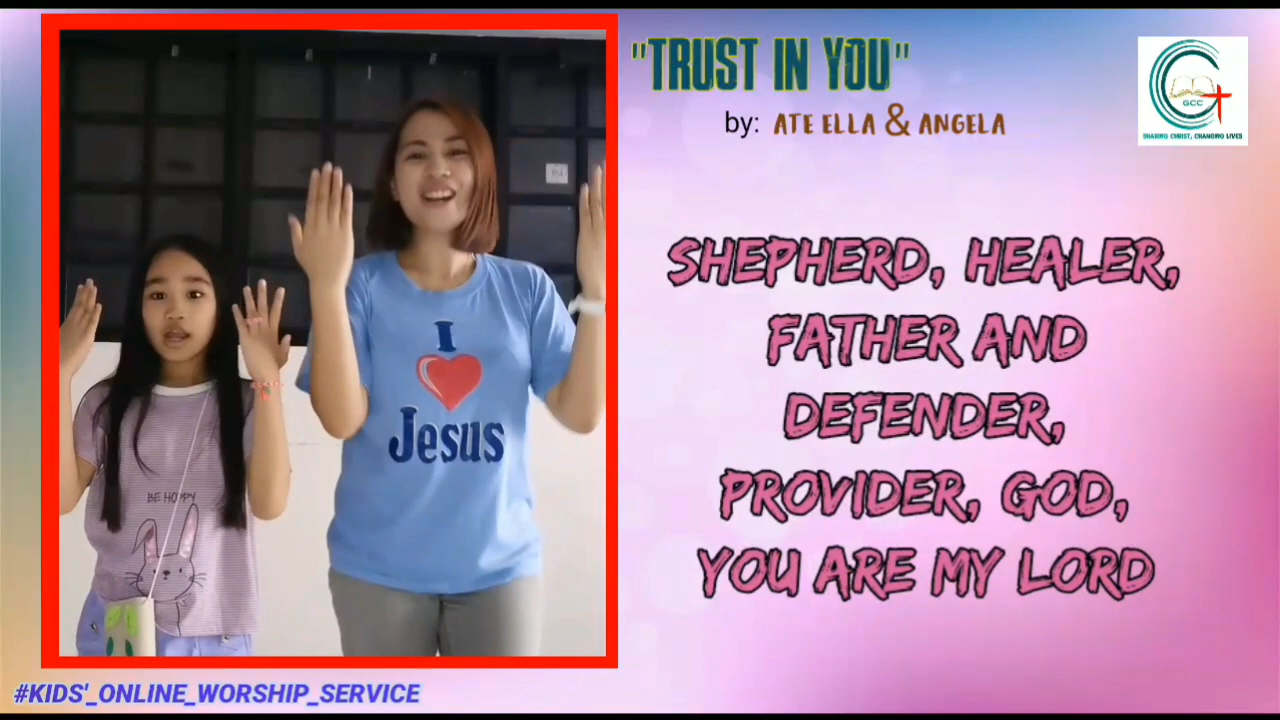 "TRUST IN YOU"
by: ATE ELLA & ANGELA
GCC
SHARING CHRIST, CHANGING LIVES
I
Jesus
BE HOPPY
SHEPHERD, HEALER,
FATHER AND
DEFENDER,
PROVIDER, GOD,
YOU ARE MY LORD
#KIDS'_ONLINE_WORSHIP_SERVICE